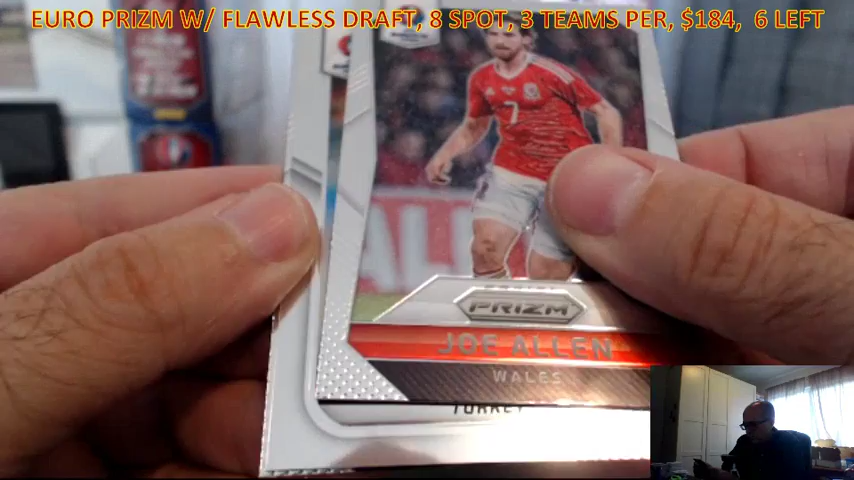 EURO PRIZM W/ FLAWLESS DRAFT, 8 SPOT, 3 TEAMS PER, $184, 6 LEFT
7
PRIZM
JOE ALLEN
WALES
TURKEY